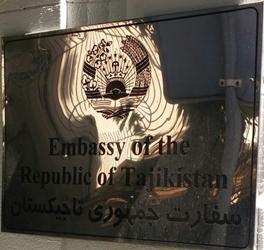 Embassy of the
Republic of Tajikistan
سفارت جمهوری تاجیکستان